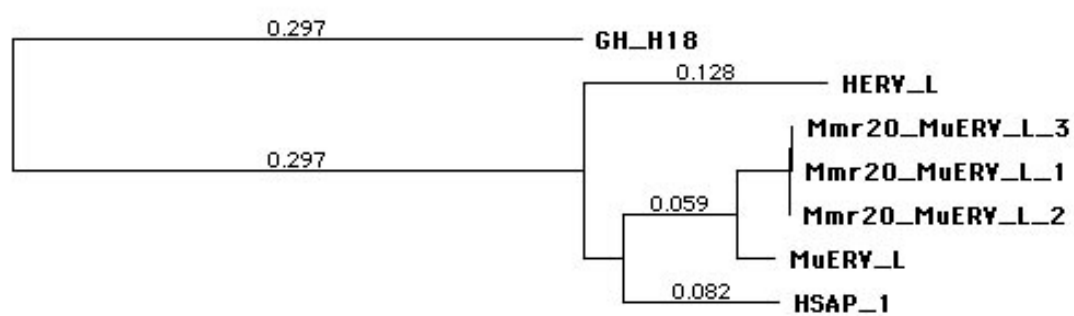 0.297
GH_H18
0.128
HERV_L
Mmr20_MuERV_L_3
0.297
Mmr20_MuERV_L_1
0.059
Mmr20_MuERV_L_2
MuERV_L
0.082
HSAP_1